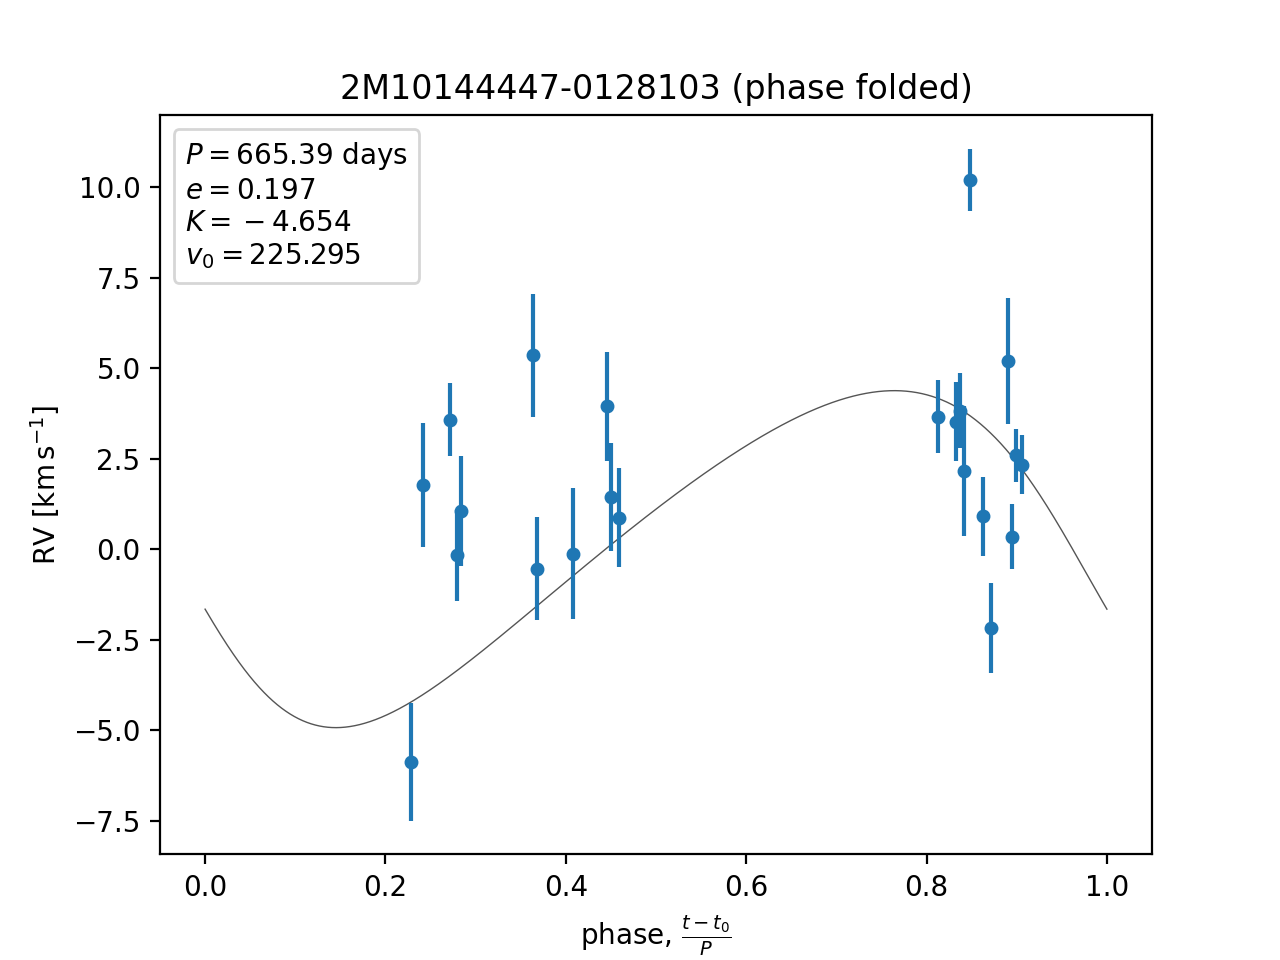 2M10144447-0128103 (phase folded)
P = 665.39 days
e = 0.197
K = −4.654
v₀ = 225.295
10.0
7.5
5.0
2.5
0.0
−2.5
−5.0
−7.5
RV [km s⁻¹]
0.0 0.2 0.4 0.6 0.8 1.0
phase, (t − t₀)/P